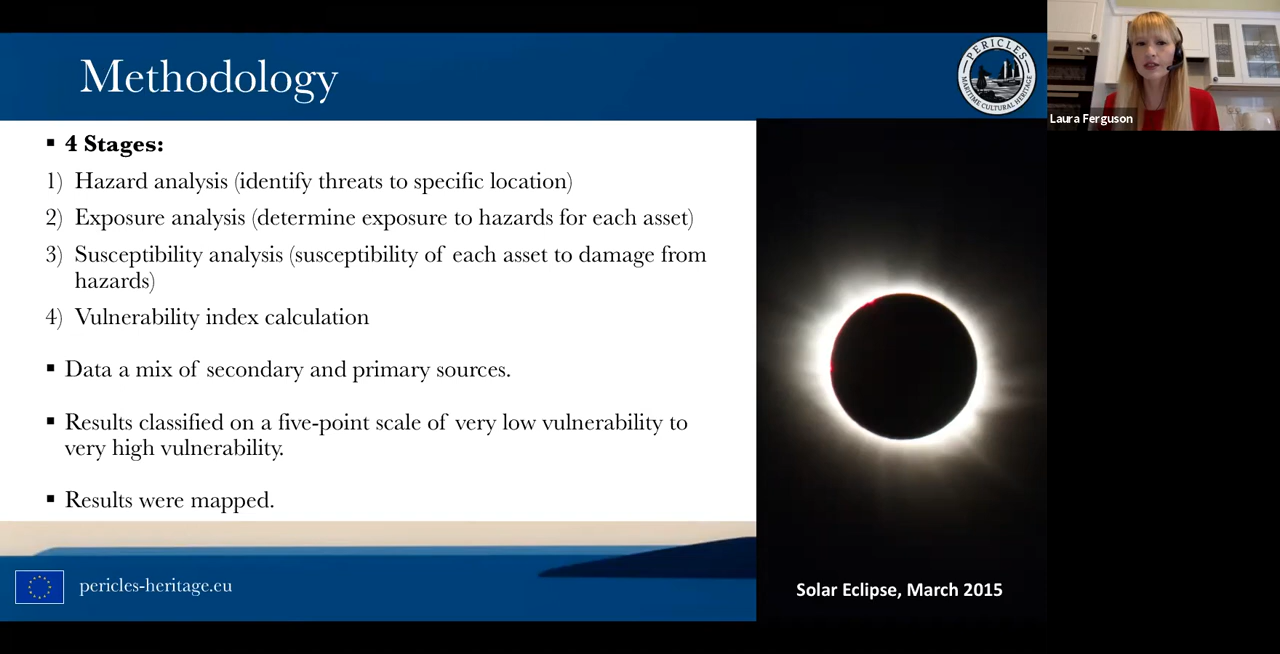 Methodology
PERICLES
MARITIME CULTURAL HERITAGE
Laura Ferguson
▪ 4 Stages:
1) Hazard analysis (identify threats to specific location)
2) Exposure analysis (determine exposure to hazards for each asset)
3) Susceptibility analysis (susceptibility of each asset to damage from
hazards)
4) Vulnerability index calculation
▪ Data a mix of secondary and primary sources.
▪ Results classified on a five-point scale of very low vulnerability to
very high vulnerability.
▪ Results were mapped.
pericles-heritage.eu
Solar Eclipse, March 2015